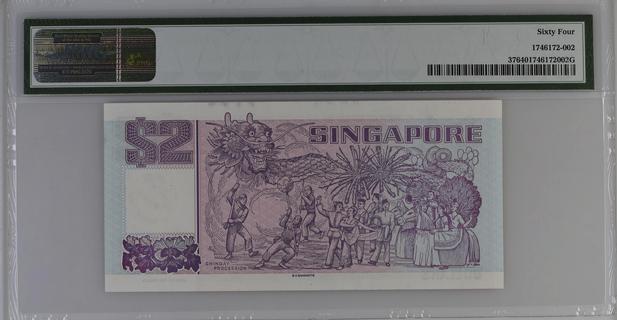 Sixty Four
1746172-002
376401746172002G
$2
SINGAPORE
CHINGAY
PROCESSION